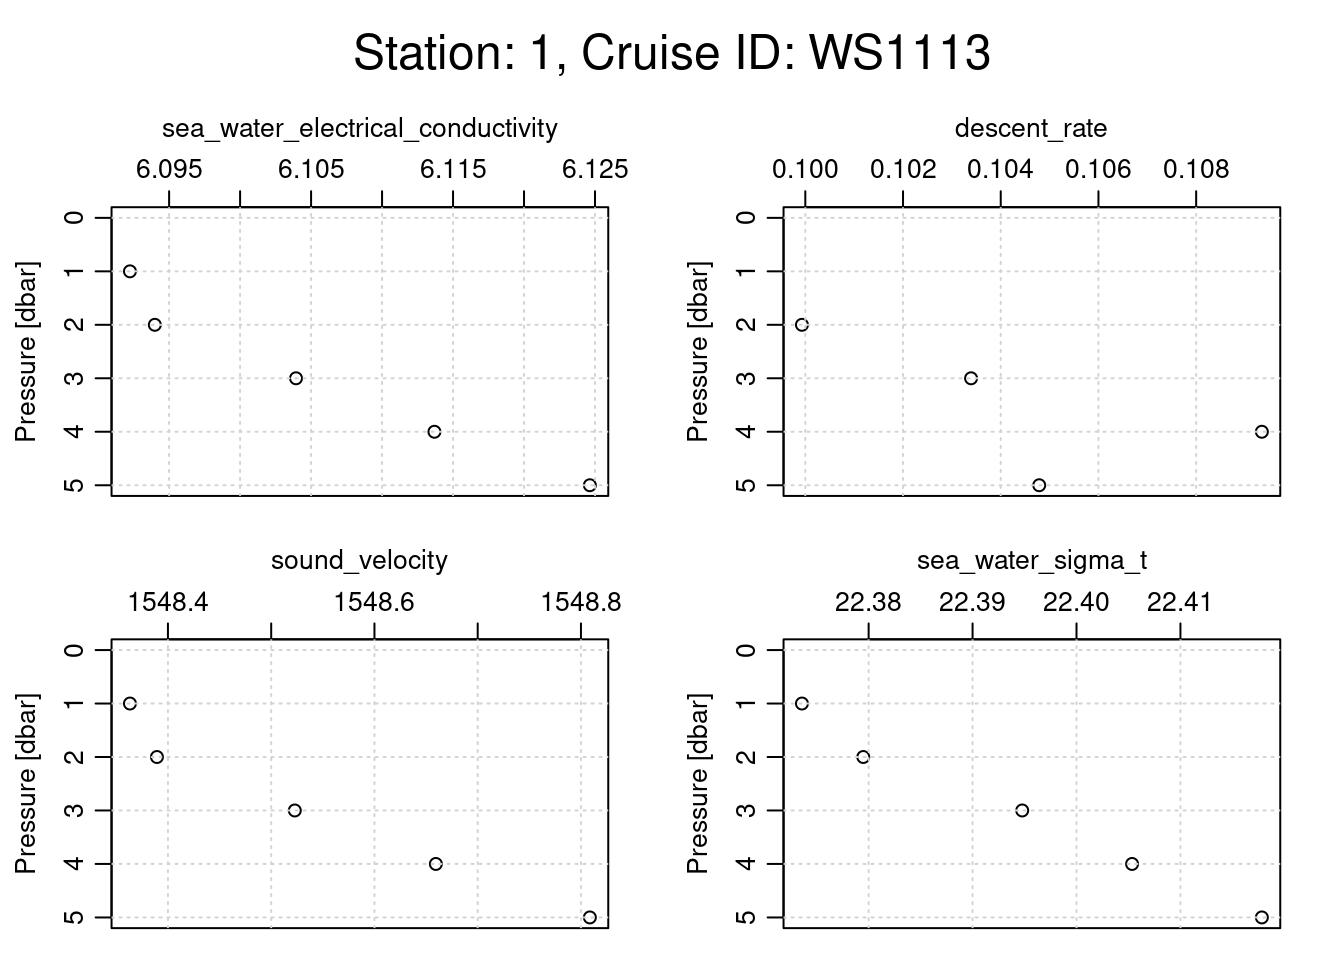 Station: 1, Cruise ID: WS1113
sea_water_electrical_conductivity
6.095 6.105 6.115 6.125
Pressure [dbar]
0
1
2
3
4
5
descent_rate
0.100 0.102 0.104 0.106 0.108
Pressure [dbar]
0
1
2
3
4
5
sound_velocity
1548.4 1548.6 1548.8
Pressure [dbar]
0
1
2
3
4
5
sea_water_sigma_t
22.38 22.39 22.40 22.41
Pressure [dbar]
0
1
2
3
4
5